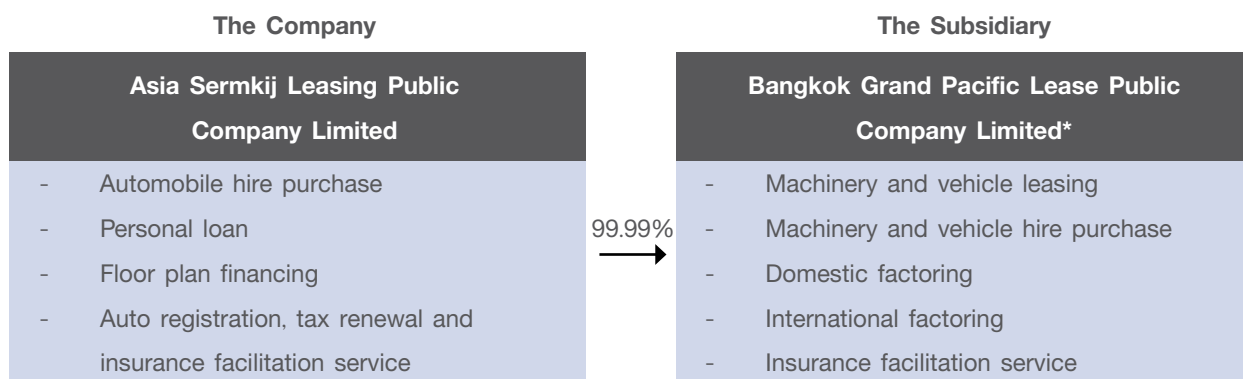 The Company
Asia Sermkij Leasing Public
Company Limited
- Automobile hire purchase
- Personal loan
- Floor plan financing
- Auto registration, tax renewal and
insurance facilitation service
99.99%
The Subsidiary
Bangkok Grand Pacific Lease Public
Company Limited*
- Machinery and vehicle leasing
- Machinery and vehicle hire purchase
- Domestic factoring
- International factoring
- Insurance facilitation service